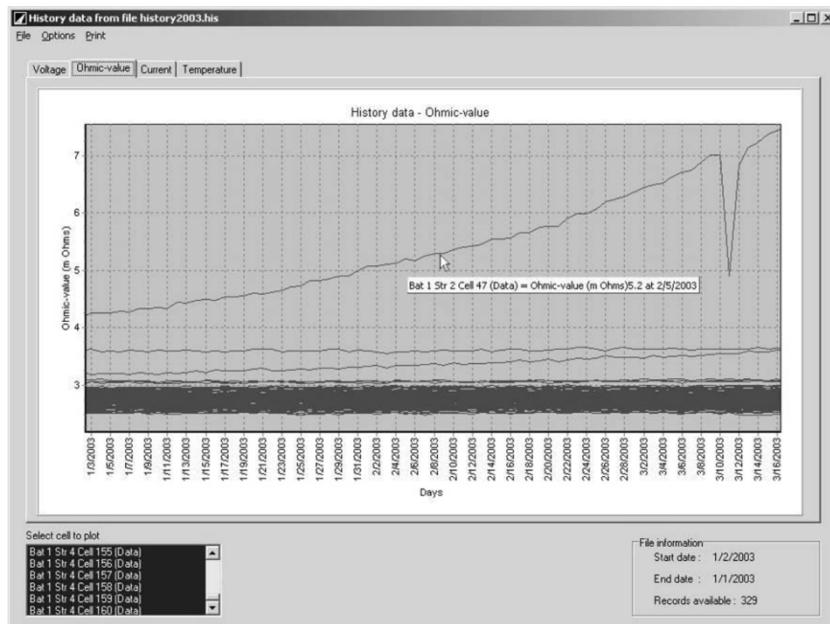 History data from file history2003.his
File Options Print
Voltage Ohmic-value Current Temperature
History data - Ohmic-value
Ohmic-value (m Ohms)
7
6
5
4
3
Bat 1 Str 2 Cell 47 (Data) = Ohmic-value (m Ohms)5.2 at 2/5/2003
1/3/2003 1/5/2003 1/7/2003 1/9/2003 1/11/2003 1/13/2003 1/15/2003 1/17/2003 1/19/2003 1/21/2003 1/23/2003 1/25/2003 1/27/2003 1/29/2003 1/31/2003 2/2/2003 2/4/2003 2/6/2003 2/8/2003 2/10/2003 2/12/2003 2/14/2003 2/16/2003 2/18/2003 2/20/2003 2/22/2003 2/24/2003 2/26/2003 2/28/2003 3/2/2003 3/4/2003 3/6/2003 3/8/2003 3/10/2003 3/12/2003 3/14/2003 3/16/2003
Days
Select cell to plot
Bat 1 Str 4 Cell 155 (Data)
Bat 1 Str 4 Cell 156 (Data)
Bat 1 Str 4 Cell 157 (Data)
Bat 1 Str 4 Cell 158 (Data)
Bat 1 Str 4 Cell 159 (Data)
Bat 1 Str 4 Cell 160 (Data)
File information
Start date : 1/2/2003
End date : 1/1/2003
Records available : 329